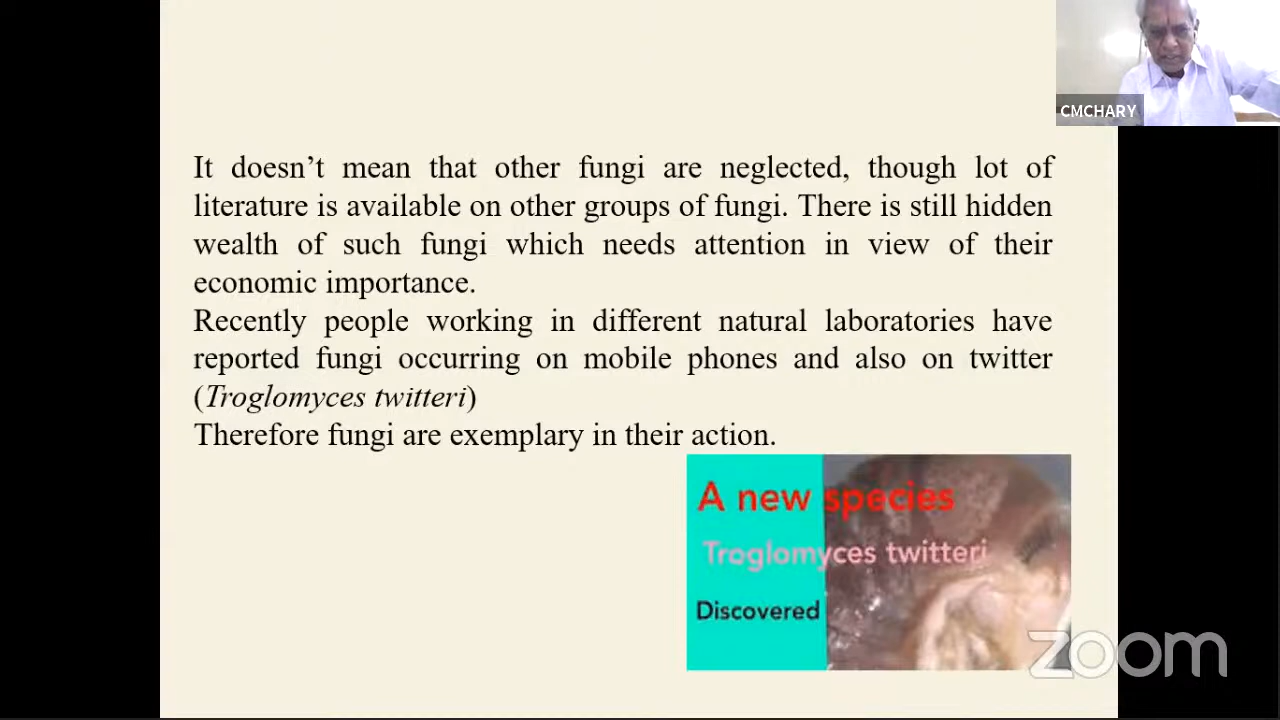 CMCHARY
It doesn’t mean that other fungi are neglected, though lot of
literature is available on other groups of fungi. There is still hidden
wealth of such fungi which needs attention in view of their
economic importance.
Recently people working in different natural laboratories have
reported fungi occurring on mobile phones and also on twitter
(Troglomyces twitteri)
Therefore fungi are exemplary in their action.
A new species
Troglomyces twitteri
Discovered
zoom